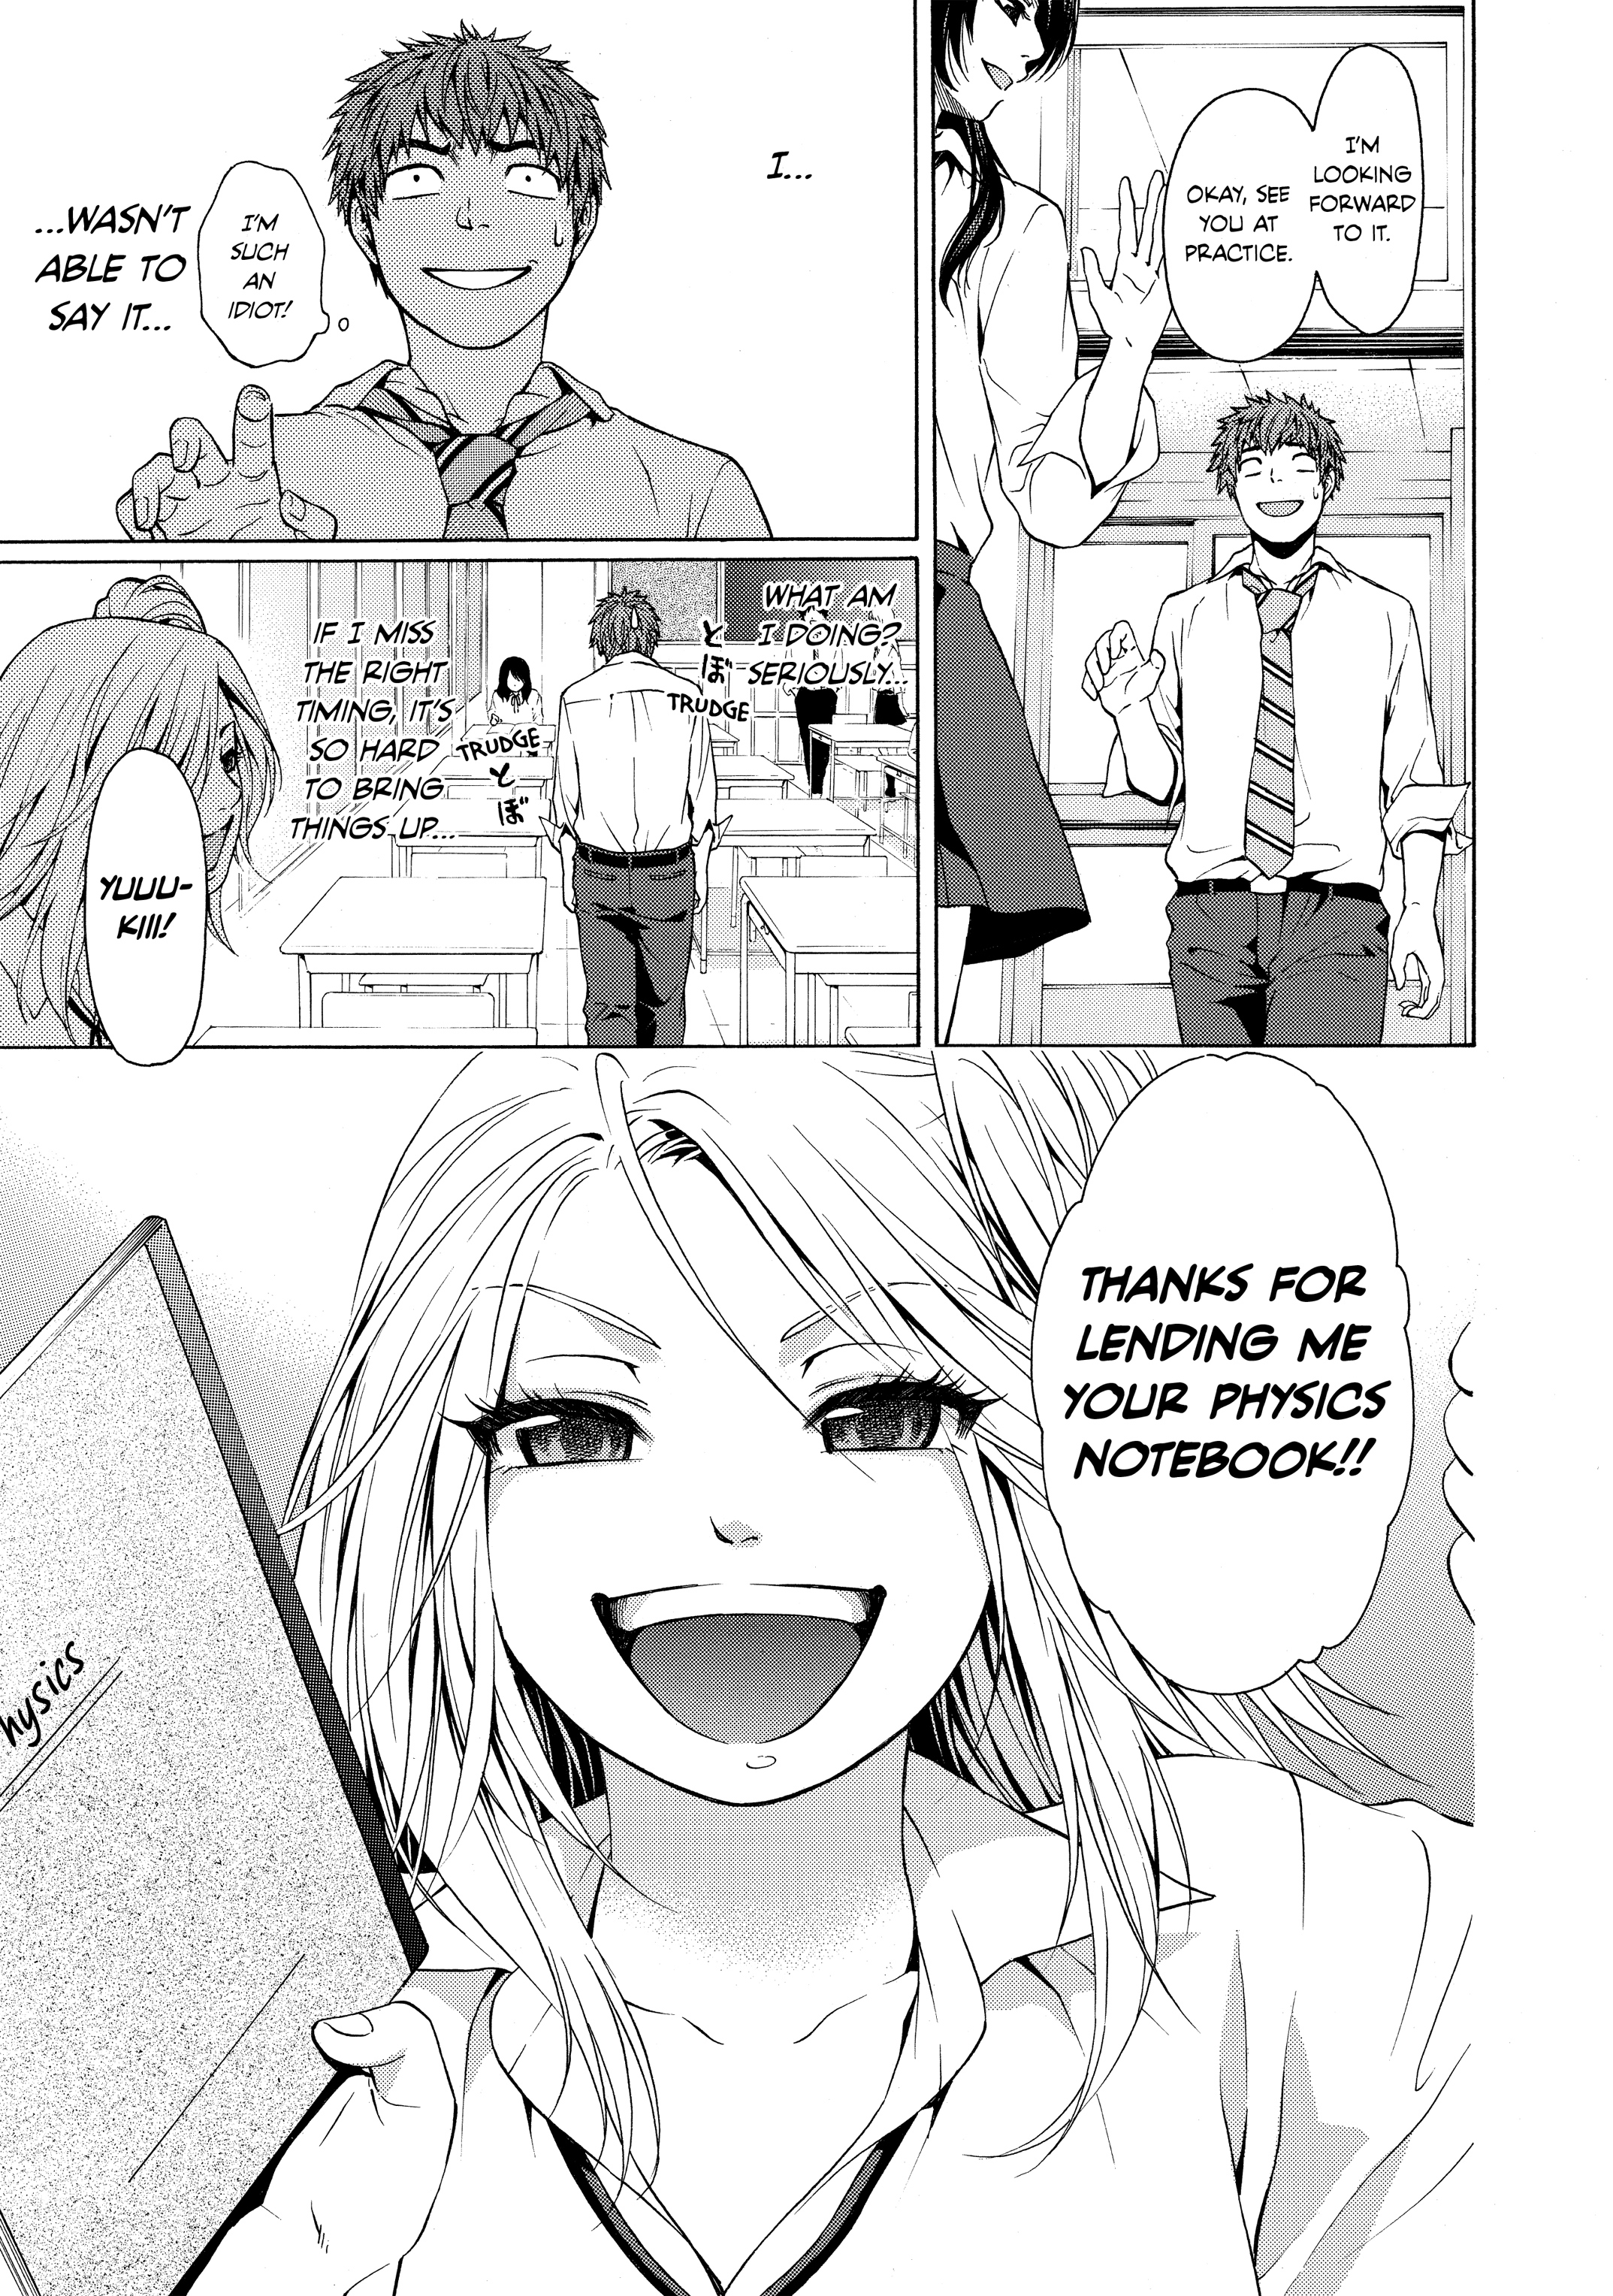 I'M
LOOKING
FORWARD
TO IT.
OKAY, SEE
YOU AT
PRACTICE.
I...
I'M
SUCH
AN
IDIOT!
...WASN'T
ABLE TO
SAY IT...
WHAT AM
I DOING?
SERIOUSLY...
とぼ
TRUDGE
TRUDGE
とぼ
IF I MISS
THE RIGHT
TIMING, IT'S
SO HARD
TO BRING
THINGS UP...
YUUU-
KIII!
THANKS FOR
LENDING ME
YOUR PHYSICS
NOTEBOOK!!
hysics